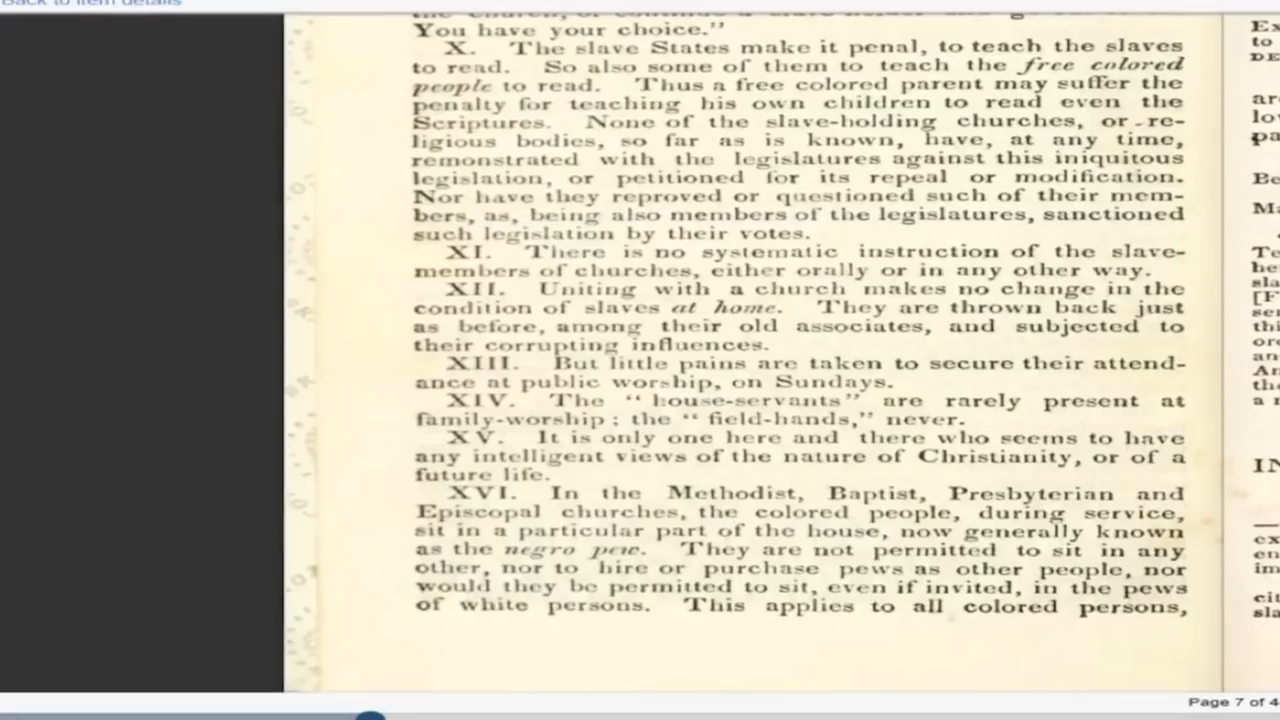 Back to item details
You have your choice."
X. The slave States make it penal, to teach the slaves
to read. So also some of them to teach the free colored
people to read. Thus a free colored parent may suffer the
penalty for teaching his own children to read even the
Scriptures. None of the slave-holding churches, or re-
ligious bodies, so far as is known, have, at any time,
remonstrated with the legislatures against this iniquitous
legislation, or petitioned for its repeal or modification.
Nor have they reproved or questioned such of their mem-
bers, as, being also members of the legislatures, sanctioned
such legislation by their votes.
XI. There is no systematic instruction of the slave-
members of churches, either orally or in any other way.
XII. Uniting with a church makes no change in the
condition of slaves at home. They are thrown back just
as before, among their old associates, and subjected to
their corrupting influences.
XIII. But little pains are taken to secure their attend-
ance at public worship, on Sundays.
XIV. The "house-servants" are rarely present at
family-worship; the "field-hands," never.
XV. It is only one here and there who seems to have
any intelligent views of the nature of Christianity, or of a
future life.
XVI. In the Methodist, Baptist, Presbyterian and
Episcopal churches, the colored people, during service,
sit in a particular part of the house, now generally known
as the negro pew. They are not permitted to sit in any
other, nor to hire or purchase pews as other people, nor
would they be permitted to sit, even if invited, in the pews
of white persons. This applies to all colored persons,
Page 7 of 4